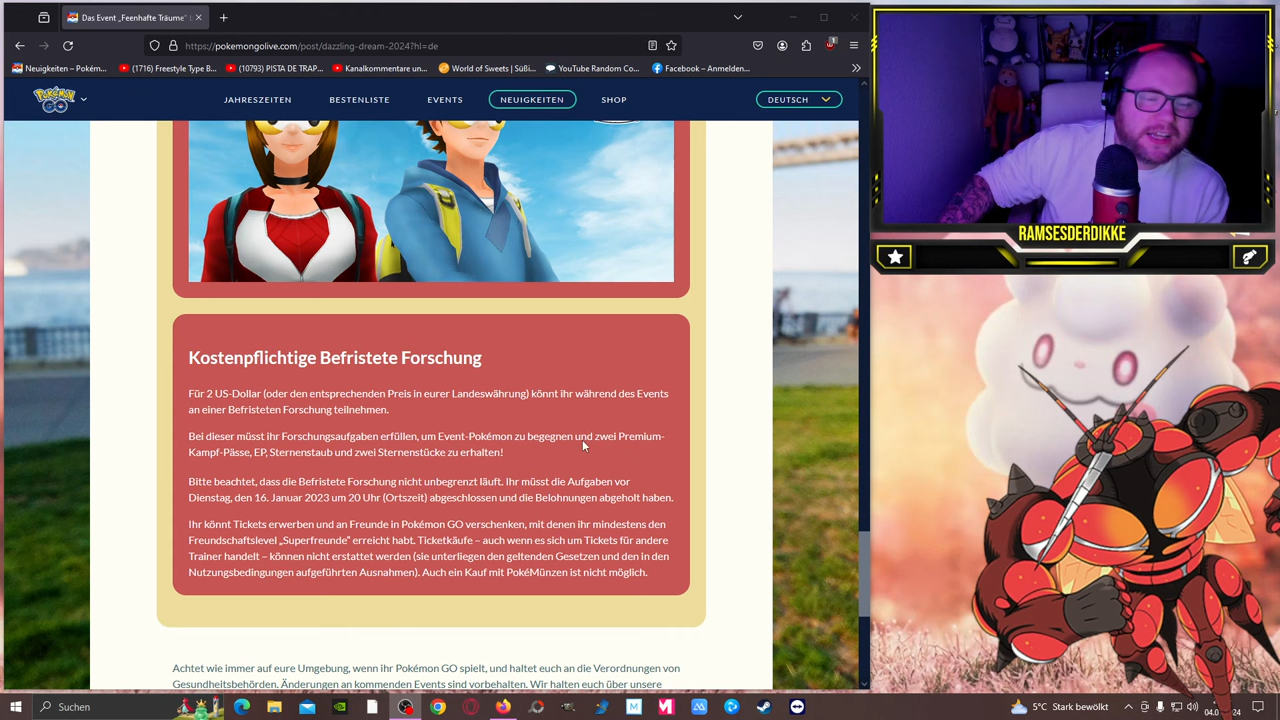 Das Event „Feenhafte Träume“
https://pokemongolive.com/post/dazzling-dream-2024?hl=de
1
Neuigkeiten – Pokém...
(1716) Freestyle Type B...
(10793) PISTA DE TRAP...
Kanalkommentare un...
World of Sweets | Süßi...
YouTube Random Co...
Facebook – Anmelden...
Pokémon GO
JAHRESZEITEN
BESTENLISTE
EVENTS
NEUIGKEITEN
SHOP
DEUTSCH
RAMSESDERDIKKE
Kostenpflichtige Befristete Forschung
Für 2 US-Dollar (oder den entsprechenden Preis in eurer Landeswährung) könnt ihr während des Events
an einer Befristeten Forschung teilnehmen.
Bei dieser müsst ihr Forschungsaufgaben erfüllen, um Event-Pokémon zu begegnen und zwei Premium-
Kampf-Pässe, EP, Sternenstaub und zwei Sternenstücke zu erhalten!
Bitte beachtet, dass die Befristete Forschung nicht unbegrenzt läuft. Ihr müsst die Aufgaben vor
Dienstag, den 16. Januar 2023 um 20 Uhr (Ortszeit) abgeschlossen und die Belohnungen abgeholt haben.
Ihr könnt Tickets erwerben und an Freunde in Pokémon GO verschenken, mit denen ihr mindestens den
Freundschaftslevel „Superfreunde“ erreicht habt. Ticketkäufe – auch wenn es sich um Tickets für andere
Trainer handelt – können nicht erstattet werden (sie unterliegen den geltenden Gesetzen und den in den
Nutzungsbedingungen aufgeführten Ausnahmen). Auch ein Kauf mit PokéMünzen ist nicht möglich.
Achtet wie immer auf eure Umgebung, wenn ihr Pokémon GO spielt, und haltet euch an die Verordnungen von
Gesundheitsbehörden. Änderungen an kommenden Events sind vorbehalten. Wir halten euch über unsere
Suchen
5°C Stark bewölkt